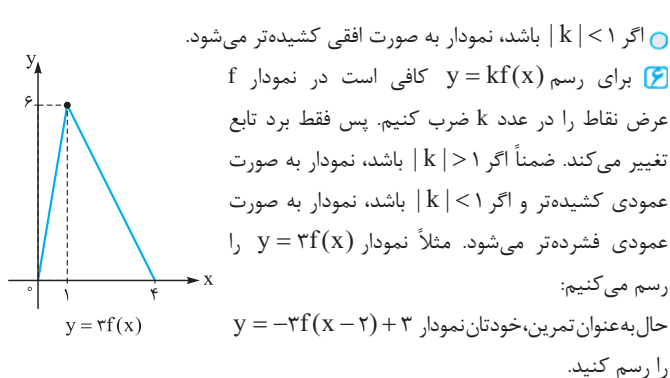 اگر |k| < ۱ باشد، نمودار به صورت افقی کشیده‌تر می‌شود.
۶ برای رسم y = kf(x) کافی است در نمودار f
عرض نقاط را در عدد k ضرب کنیم. پس فقط برد تابع
تغییر می‌کند. ضمناً اگر |k| > ۱ باشد، نمودار به صورت
عمودی کشیده‌تر و اگر |k| < ۱ باشد، نمودار به صورت
عمودی فشرده‌تر می‌شود. مثلاً نمودار y = ۳f(x) را
رسم می‌کنیم:
حال به‌عنوان تمرین، خودتان نمودار y = −۳f(x − ۲) + ۳
را رسم کنید.
y
۶
۰ ۱ ۴ x
y = ۳f(x)